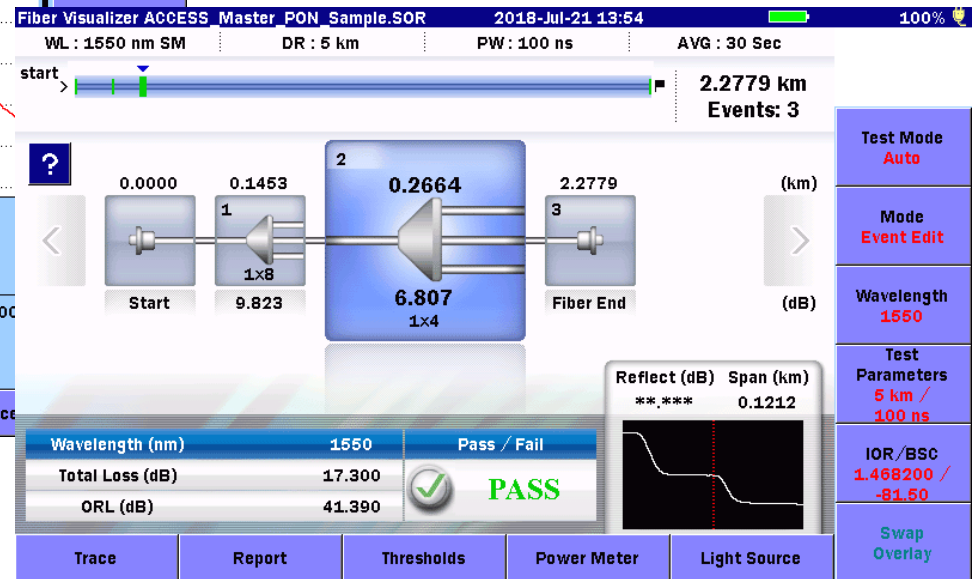 Fiber Visualizer ACCESS_Master_PON_Sample.SOR 2018-Jul-21 13:54 100%
WL : 1550 nm SM DR : 5 km PW : 100 ns AVG : 30 Sec
start
>
2.2779 km
Events: 3
?
0.0000 0.1453 2 0.2664 2.2779 (km)
1 3
1×8
Start 9.823 6.807 Fiber End (dB)
1×4
Reflect (dB) Span (km)
**.*** 0.1212
Wavelength (nm) 1550 Pass / Fail
Total Loss (dB) 17.300
PASS
ORL (dB) 41.390
Trace Report Thresholds Power Meter Light Source
Test Mode
Auto
Mode
Event Edit
Wavelength
1550
Test
Parameters
5 km /
100 ns
IOR/BSC
1.468200 /
-81.50
Swap
Overlay